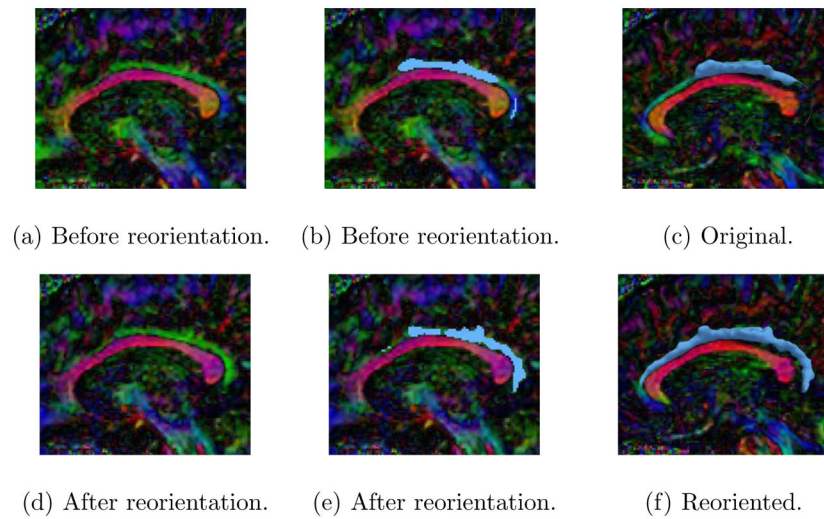 (a) Before reorientation. (b) Before reorientation. (c) Original.
(d) After reorientation. (e) After reorientation. (f) Reoriented.